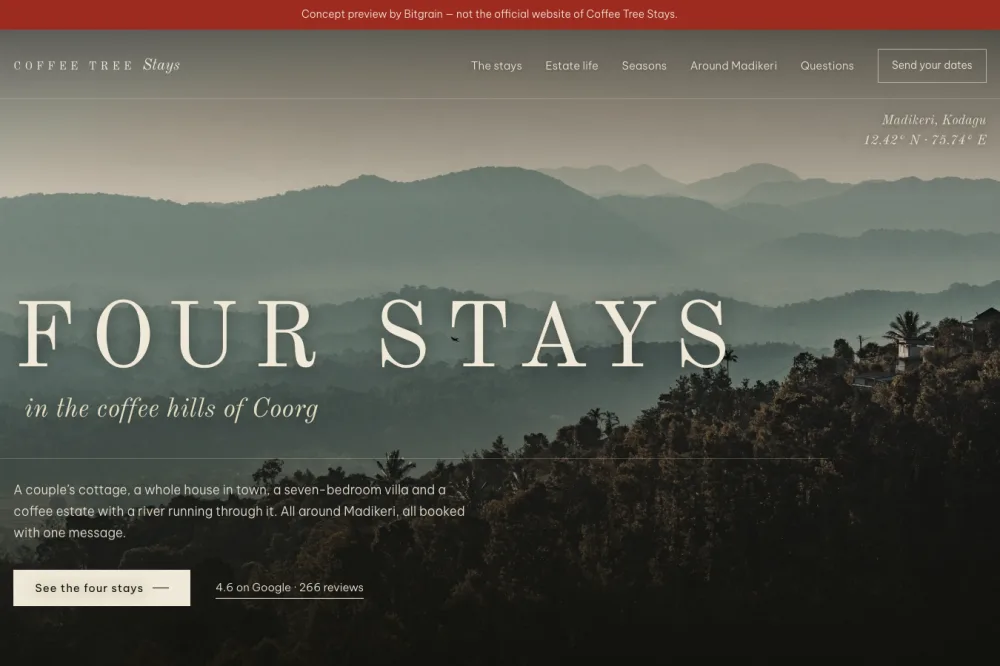 Concept preview by Bitgrain — not the official website of Coffee Tree Stays.
COFFEE TREE Stays
The stays
Estate life
Seasons
Around Madikeri
Questions
Send your dates
Madikeri, Kodagu
12.42° N · 75.74° E
FOUR STAYS
in the coffee hills of Coorg
A couple's cottage, a whole house in town, a seven-bedroom villa and a
coffee estate with a river running through it. All around Madikeri, all booked
with one message.
See the four stays —
4.6 on Google · 266 reviews